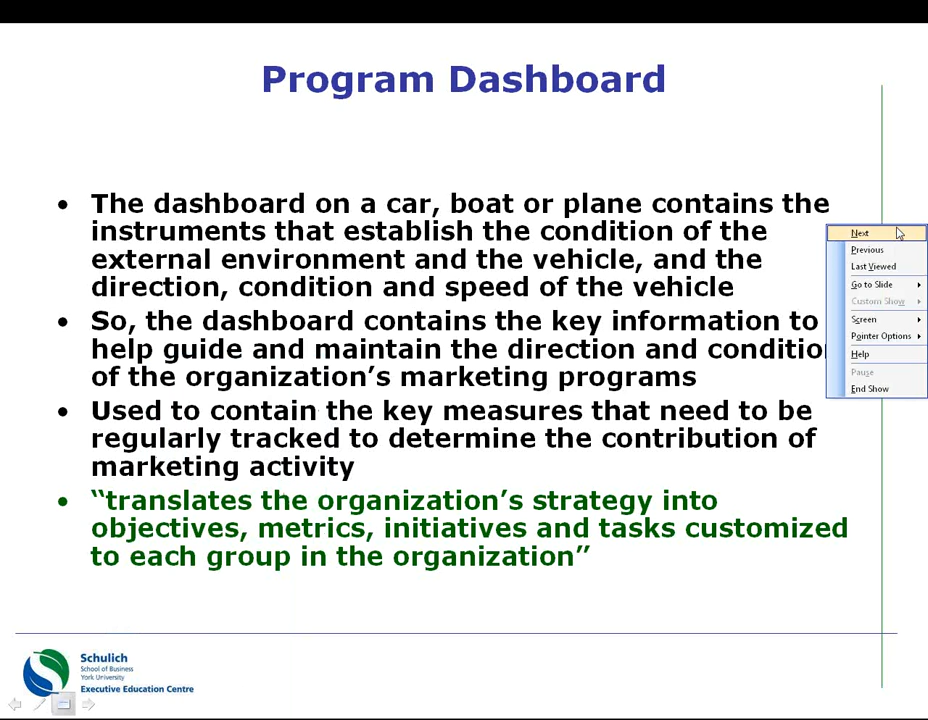 Program Dashboard
• The dashboard on a car, boat or plane contains the
instruments that establish the condition of the
external environment and the vehicle, and the
direction, condition and speed of the vehicle
• So, the dashboard contains the key information to
help guide and maintain the direction and condition
of the organization’s marketing programs
• Used to contain the key measures that need to be
regularly tracked to determine the contribution of
marketing activity
• “translates the organization’s strategy into
objectives, metrics, initiatives and tasks customized
to each group in the organization”
Next
Previous
Last Viewed
Go to Slide
Custom Show
Screen
Pointer Options
Help
Pause
End Show
Schulich
School of Business
York University
Executive Education Centre